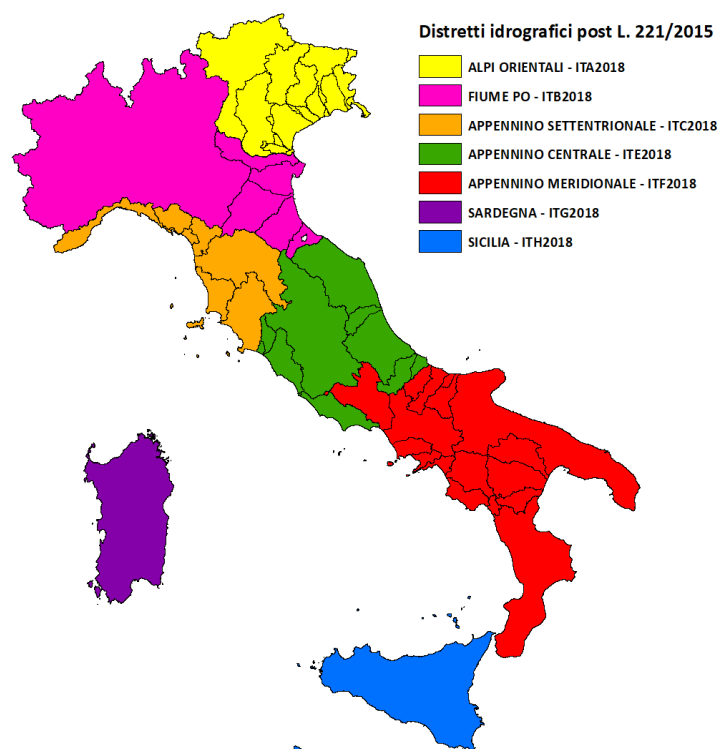 Distretti idrografici post L. 221/2015
ALPI ORIENTALI - ITA2018
FIUME PO - ITB2018
APPENNINO SETTENTRIONALE - ITC2018
APPENNINO CENTRALE - ITE2018
APPENNINO MERIDIONALE - ITF2018
SARDEGNA - ITG2018
SICILIA - ITH2018